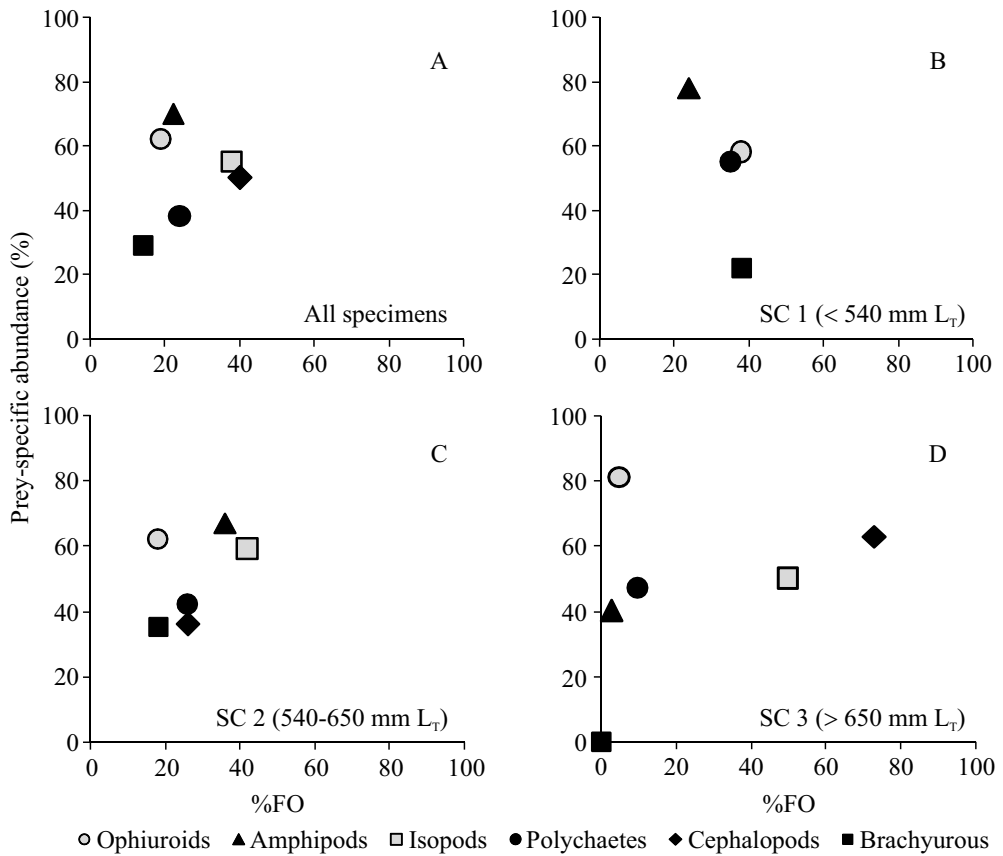 Prey-specific abundance (%)
100
80
60
40
20
0
0 20 40 60 80 100
A
All specimens
100
80
60
40
20
0
0 20 40 60 80 100
B
SC 1 (< 540 mm L_T)
100
80
60
40
20
0
0 20 40 60 80 100
C
SC 2 (540-650 mm L_T)
%FO
100
80
60
40
20
0
0 20 40 60 80 100
D
SC 3 (> 650 mm L_T)
%FO
Ophiuroids Amphipods Isopods Polychaetes Cephalopods Brachyurous